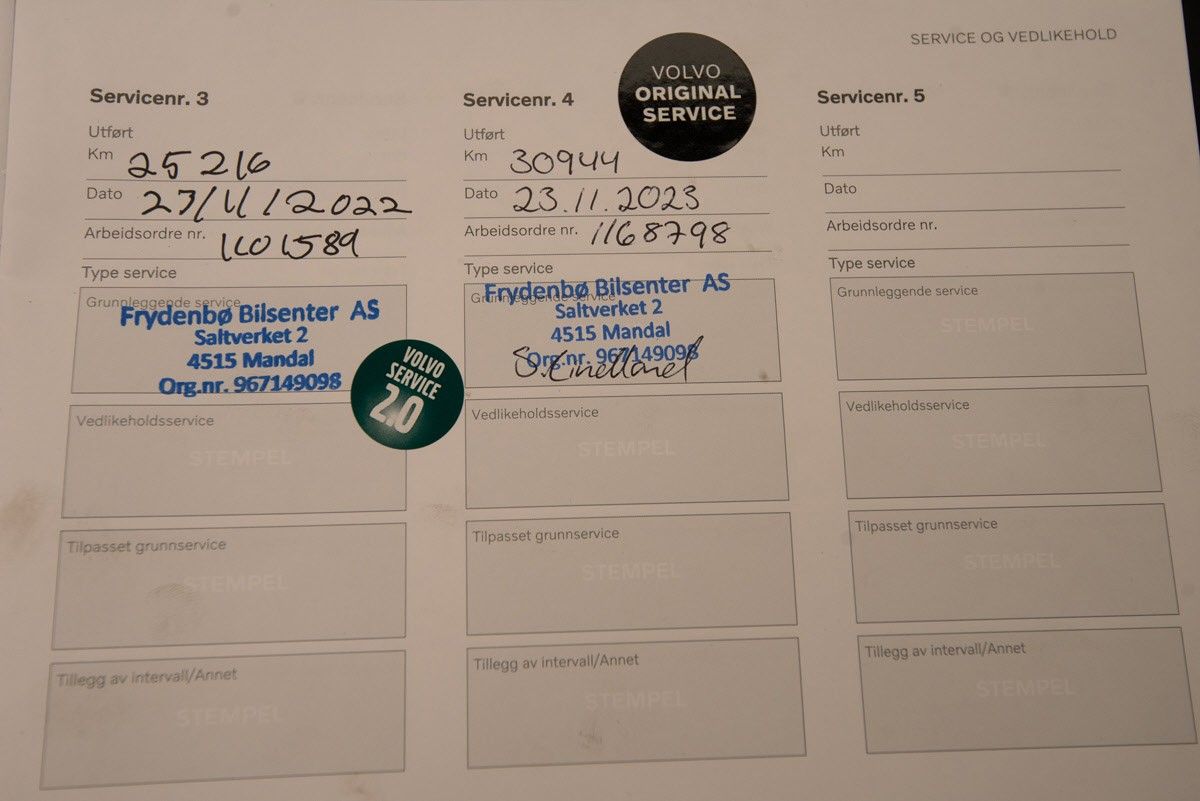 SERVICE OG VEDLIKEHOLD
VOLVO
ORIGINAL
SERVICE
Servicenr. 3
Utført
Km 25 216
Dato 23/11/2022
Arbeidsordre nr. 1101589
Type service
Grunnleggende service
Frydenbø Bilsenter AS
Saltverket 2
4515 Mandal
Org.nr. 967149098
VOLVO
SERVICE
2.0
Vedlikeholdsservice
STEMPEL
Tilpasset grunnservice
STEMPEL
Tillegg av intervall/Annet
STEMPEL
Servicenr. 4
Utført
Km 30944
Dato 23.11.2023
Arbeidsordre nr. 1168798
Type service
Grunnleggende service
Frydenbø Bilsenter AS
Saltverket 2
4515 Mandal
Org.nr. 967149098
Vedlikeholdsservice
STEMPEL
Tilpasset grunnservice
STEMPEL
Tillegg av intervall/Annet
STEMPEL
Servicenr. 5
Utført
Km
Dato
Arbeidsordre nr.
Type service
Grunnleggende service
STEMPEL
Vedlikeholdsservice
STEMPEL
Tilpasset grunnservice
STEMPEL
Tillegg av intervall/Annet
STEMPEL